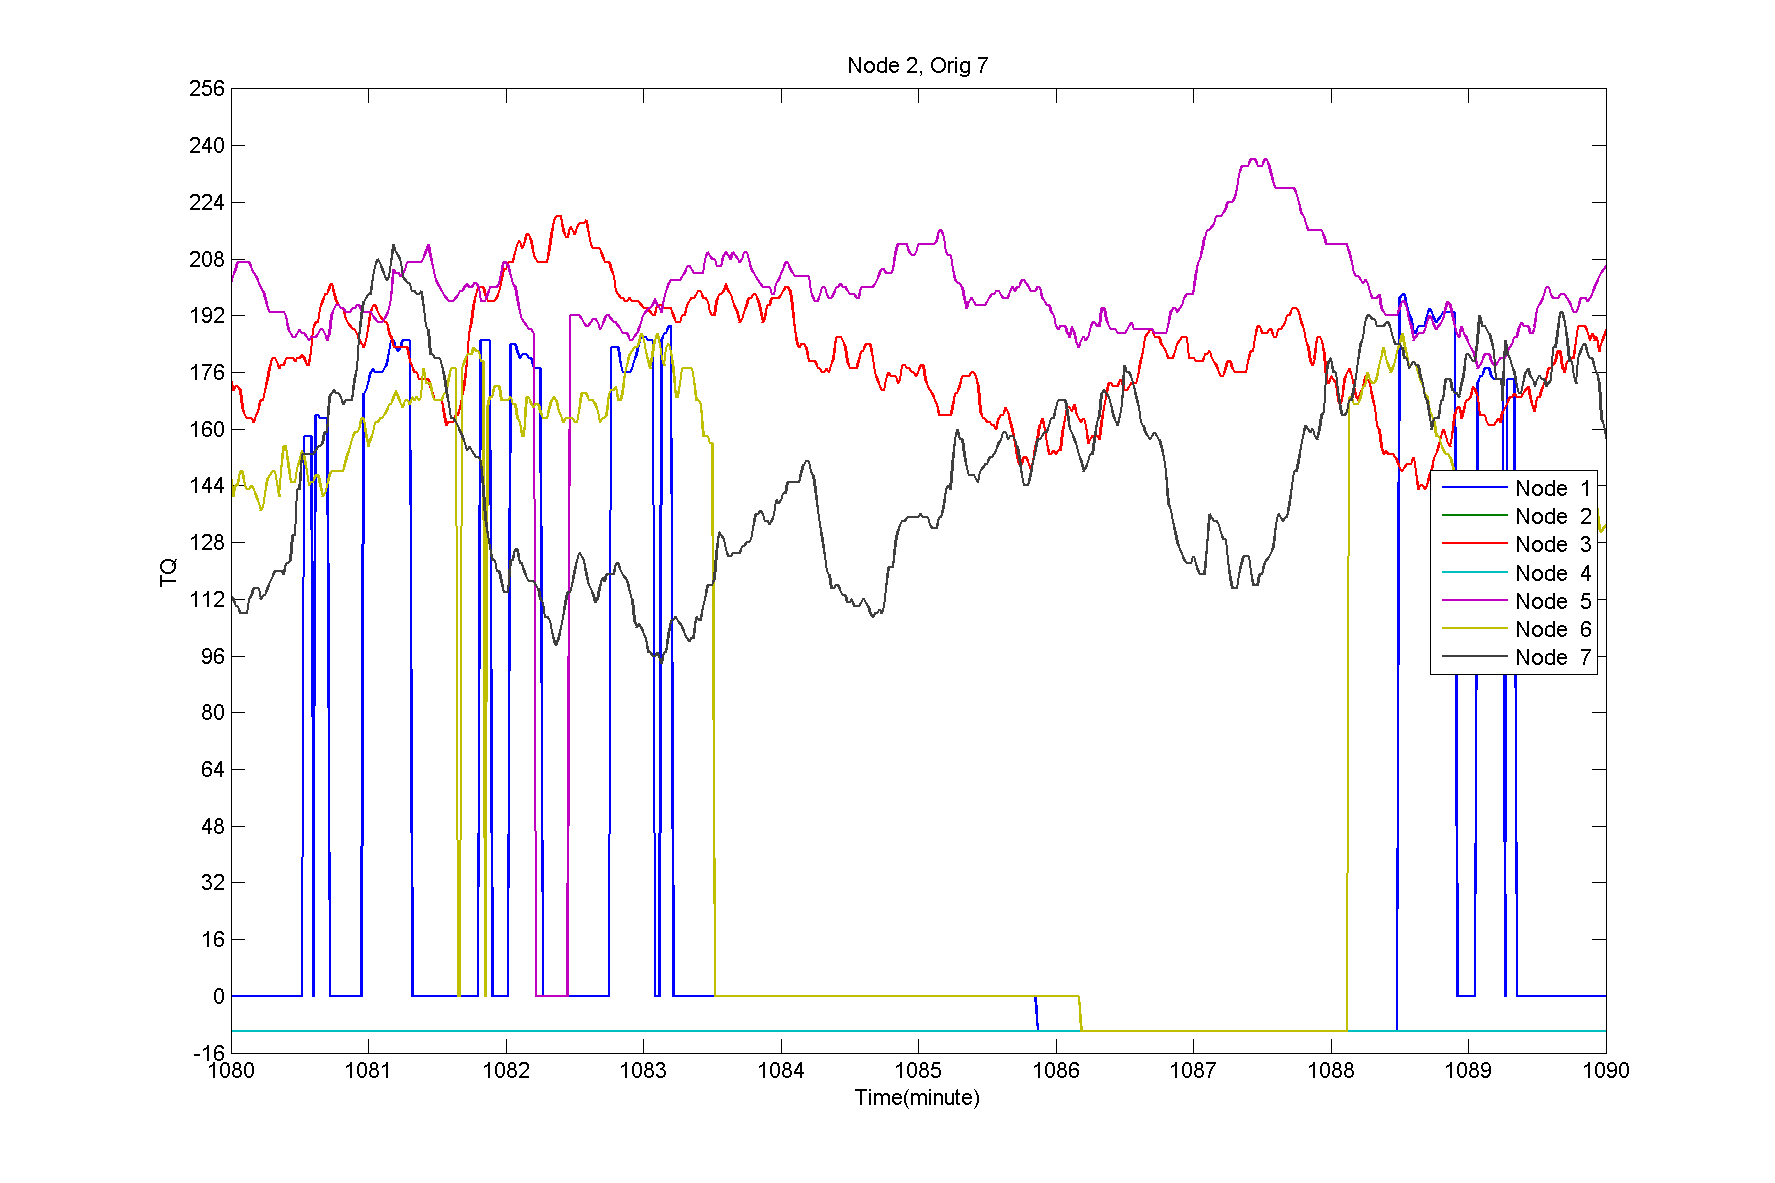 Node 2, Orig 7
256
240
224
208
192
176
160
144
128
112
96
80
64
48
32
16
0
-16
TQ
Node 1
Node 2
Node 3
Node 4
Node 5
Node 6
Node 7
1080 1081 1082 1083 1084 1085 1086 1087 1088 1089 1090
Time(minute)